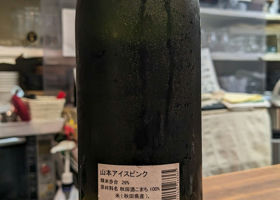 山本アイスピンク
精米歩合 29%
原材料名 秋田酒こまち 100%
米(秋田県産)、